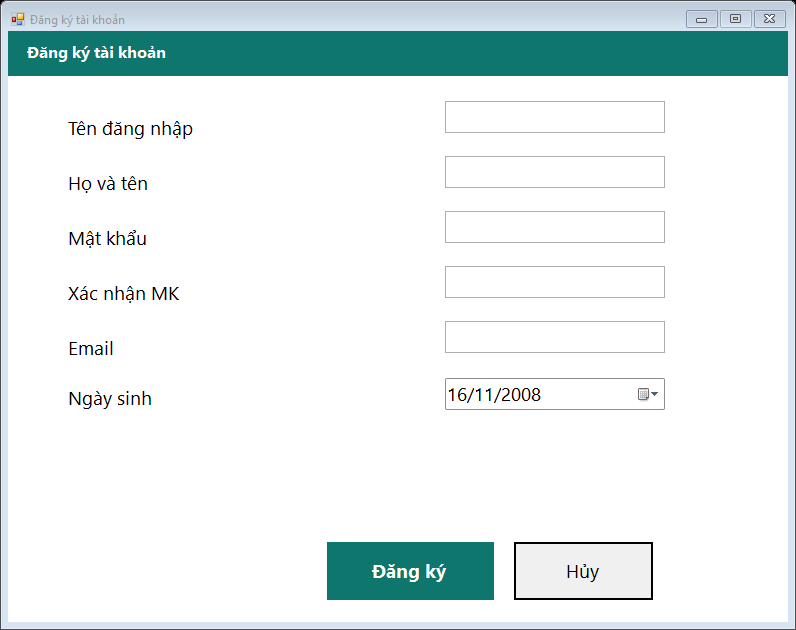 Đăng ký tài khoản
Đăng ký tài khoản
Tên đăng nhập
Họ và tên
Mật khẩu
Xác nhận MK
Email
Ngày sinh
16/11/2008
Đăng ký
Hủy